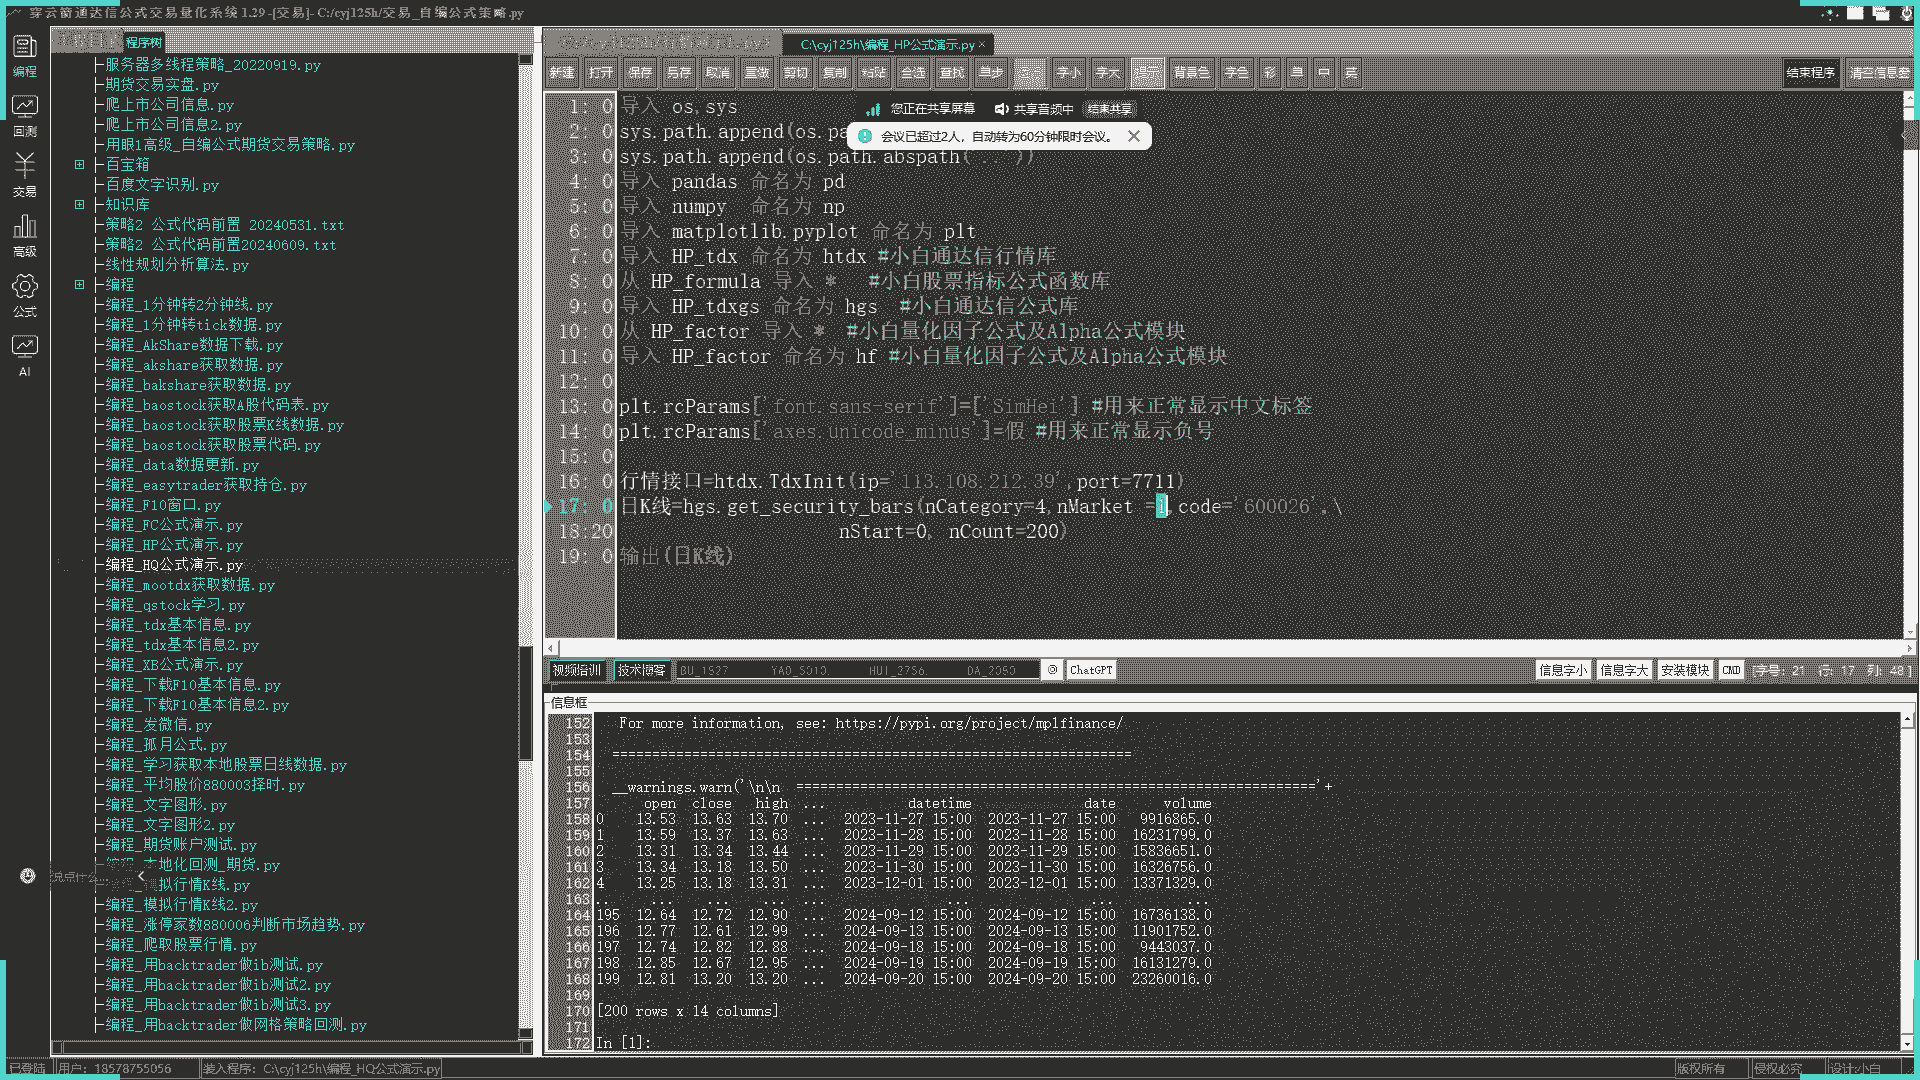 穿云箭通达信公式交易量化系统 1.29 -[交易]- C:/cyj125h/交易_自编公式策略.py
编程
回测
交易
高级
公式
AI
程序树
服务器多线程策略_20220919.py
期货交易实盘.py
爬上市公司信息.py
爬上市公司信息2.py
用眼1高级_自编公式期货交易策略.py
百宝箱
百度文字识别.py
知识库
策略2 公式代码前置 20240531.txt
策略2 公式代码前置20240609.txt
线性规划分析算法.py
编程
编程_1分钟转2分钟线.py
编程_1分钟转tick数据.py
编程_AkShare数据下载.py
编程_akshare获取数据.py
编程_bakshare获取数据.py
编程_baostock获取A股代码表.py
编程_baostock获取股票K线数据.py
编程_baostock获取股票代码.py
编程_data数据更新.py
编程_easytrader获取持仓.py
编程_F10窗口.py
编程_FC公式演示.py
编程_HP公式演示.py
编程_HQ公式演示.py
编程_mootdx获取数据.py
编程_qstock学习.py
编程_tdx基本信息.py
编程_tdx基本信息2.py
编程_XB公式演示.py
编程_下载F10基本信息.py
编程_下载F10基本信息2.py
编程_发微信.py
编程_孤月公式.py
编程_学习获取本地股票日线数据.py
编程_平均股价880003择时.py
编程_文字图形.py
编程_文字图形2.py
编程_期货账户测试.py
本地化回测_期货.py
拟行情K线.py
编程_模拟行情K线2.py
编程_涨停家数880006判断市场趋势.py
编程_爬取股票行情.py
编程_用backtrader做ib测试.py
编程_用backtrader做ib测试2.py
编程_用backtrader做ib测试3.py
编程_用backtrader做网格策略回测.py
说点什么...
C:\cyj125h\编程_HP公式演示.py ×
新建 打开 保存 另存 取消 重做 剪切 复制 粘贴 全选 查找 单步 字小 字大 提示 背景色 字色 彩 单 中 英 结束程序 清空信息窗
您正在共享屏幕 共享音频中 结束共享
会议已超过2人，自动转为60分钟限时会议。
1: 0 导入 os,sys
2: 0 sys.path.append(os.pa
3: 0 sys.path.append(os.path.abspath('..'))
4: 0 导入 pandas 命名为 pd
5: 0 导入 numpy 命名为 np
6: 0 导入 matplotlib.pyplot 命名为 plt
7: 0 导入 HP_tdx 命名为 htdx #小白通达信行情库
8: 0 从 HP_formula 导入 * #小白股票指标公式函数库
9: 0 导入 HP_tdxgs 命名为 hgs #小白通达信公式库
10: 0 从 HP_factor 导入 * #小白量化因子公式及Alpha公式模块
11: 0 导入 HP_factor 命名为 hf #小白量化因子公式及Alpha公式模块
12: 0
13: 0 plt.rcParams['font.sans-serif']=['SimHei'] #用来正常显示中文标签
14: 0 plt.rcParams['axes.unicode_minus']=假 #用来正常显示负号
15: 0
16: 0 行情接口=htdx.TdxInit(ip='113.108.212.39',port=7711)
17: 0 日K线=hgs.get_security_bars(nCategory=4,nMarket =1,code='600026',\
18:20 nStart=0, nCount=200)
19: 0 输出(日K线)
视频培训 技术博客 ChatGPT 信息字小 信息字大 安装模块 CMD [字号: 21 行: 17 列: 48 ]
信息框
152 For more information, see: https://pypi.org/project/mplfinance/
153
154 =================================================================
155
156 __warnings.warn('\n\n =================================================================' +
157 open close high ... datetime date volume
158 0 13.53 13.63 13.70 ... 2023-11-27 15:00 2023-11-27 15:00 9916865.0
159 1 13.59 13.37 13.63 ... 2023-11-28 15:00 2023-11-28 15:00 16231799.0
160 2 13.31 13.34 13.44 ... 2023-11-29 15:00 2023-11-29 15:00 15836651.0
161 3 13.34 13.18 13.50 ... 2023-11-30 15:00 2023-11-30 15:00 16326756.0
162 4 13.25 13.18 13.31 ... 2023-12-01 15:00 2023-12-01 15:00 13371329.0
163 .. ... ... ... ... ... ... ...
164 195 12.64 12.72 12.90 ... 2024-09-12 15:00 2024-09-12 15:00 16736138.0
165 196 12.77 12.61 12.99 ... 2024-09-13 15:00 2024-09-13 15:00 11901752.0
166 197 12.74 12.82 12.88 ... 2024-09-18 15:00 2024-09-18 15:00 9443037.0
167 198 12.85 12.67 12.95 ... 2024-09-19 15:00 2024-09-19 15:00 16131279.0
168 199 12.81 13.20 13.20 ... 2024-09-20 15:00 2024-09-20 15:00 23260016.0
169
170 [200 rows x 14 columns]
171
172 In [1]:
已登陆 用户: 18578755056 装入程序: C:\cyj125h\编程_HQ公式演示.py 版权所有 侵权必究 设计:小白